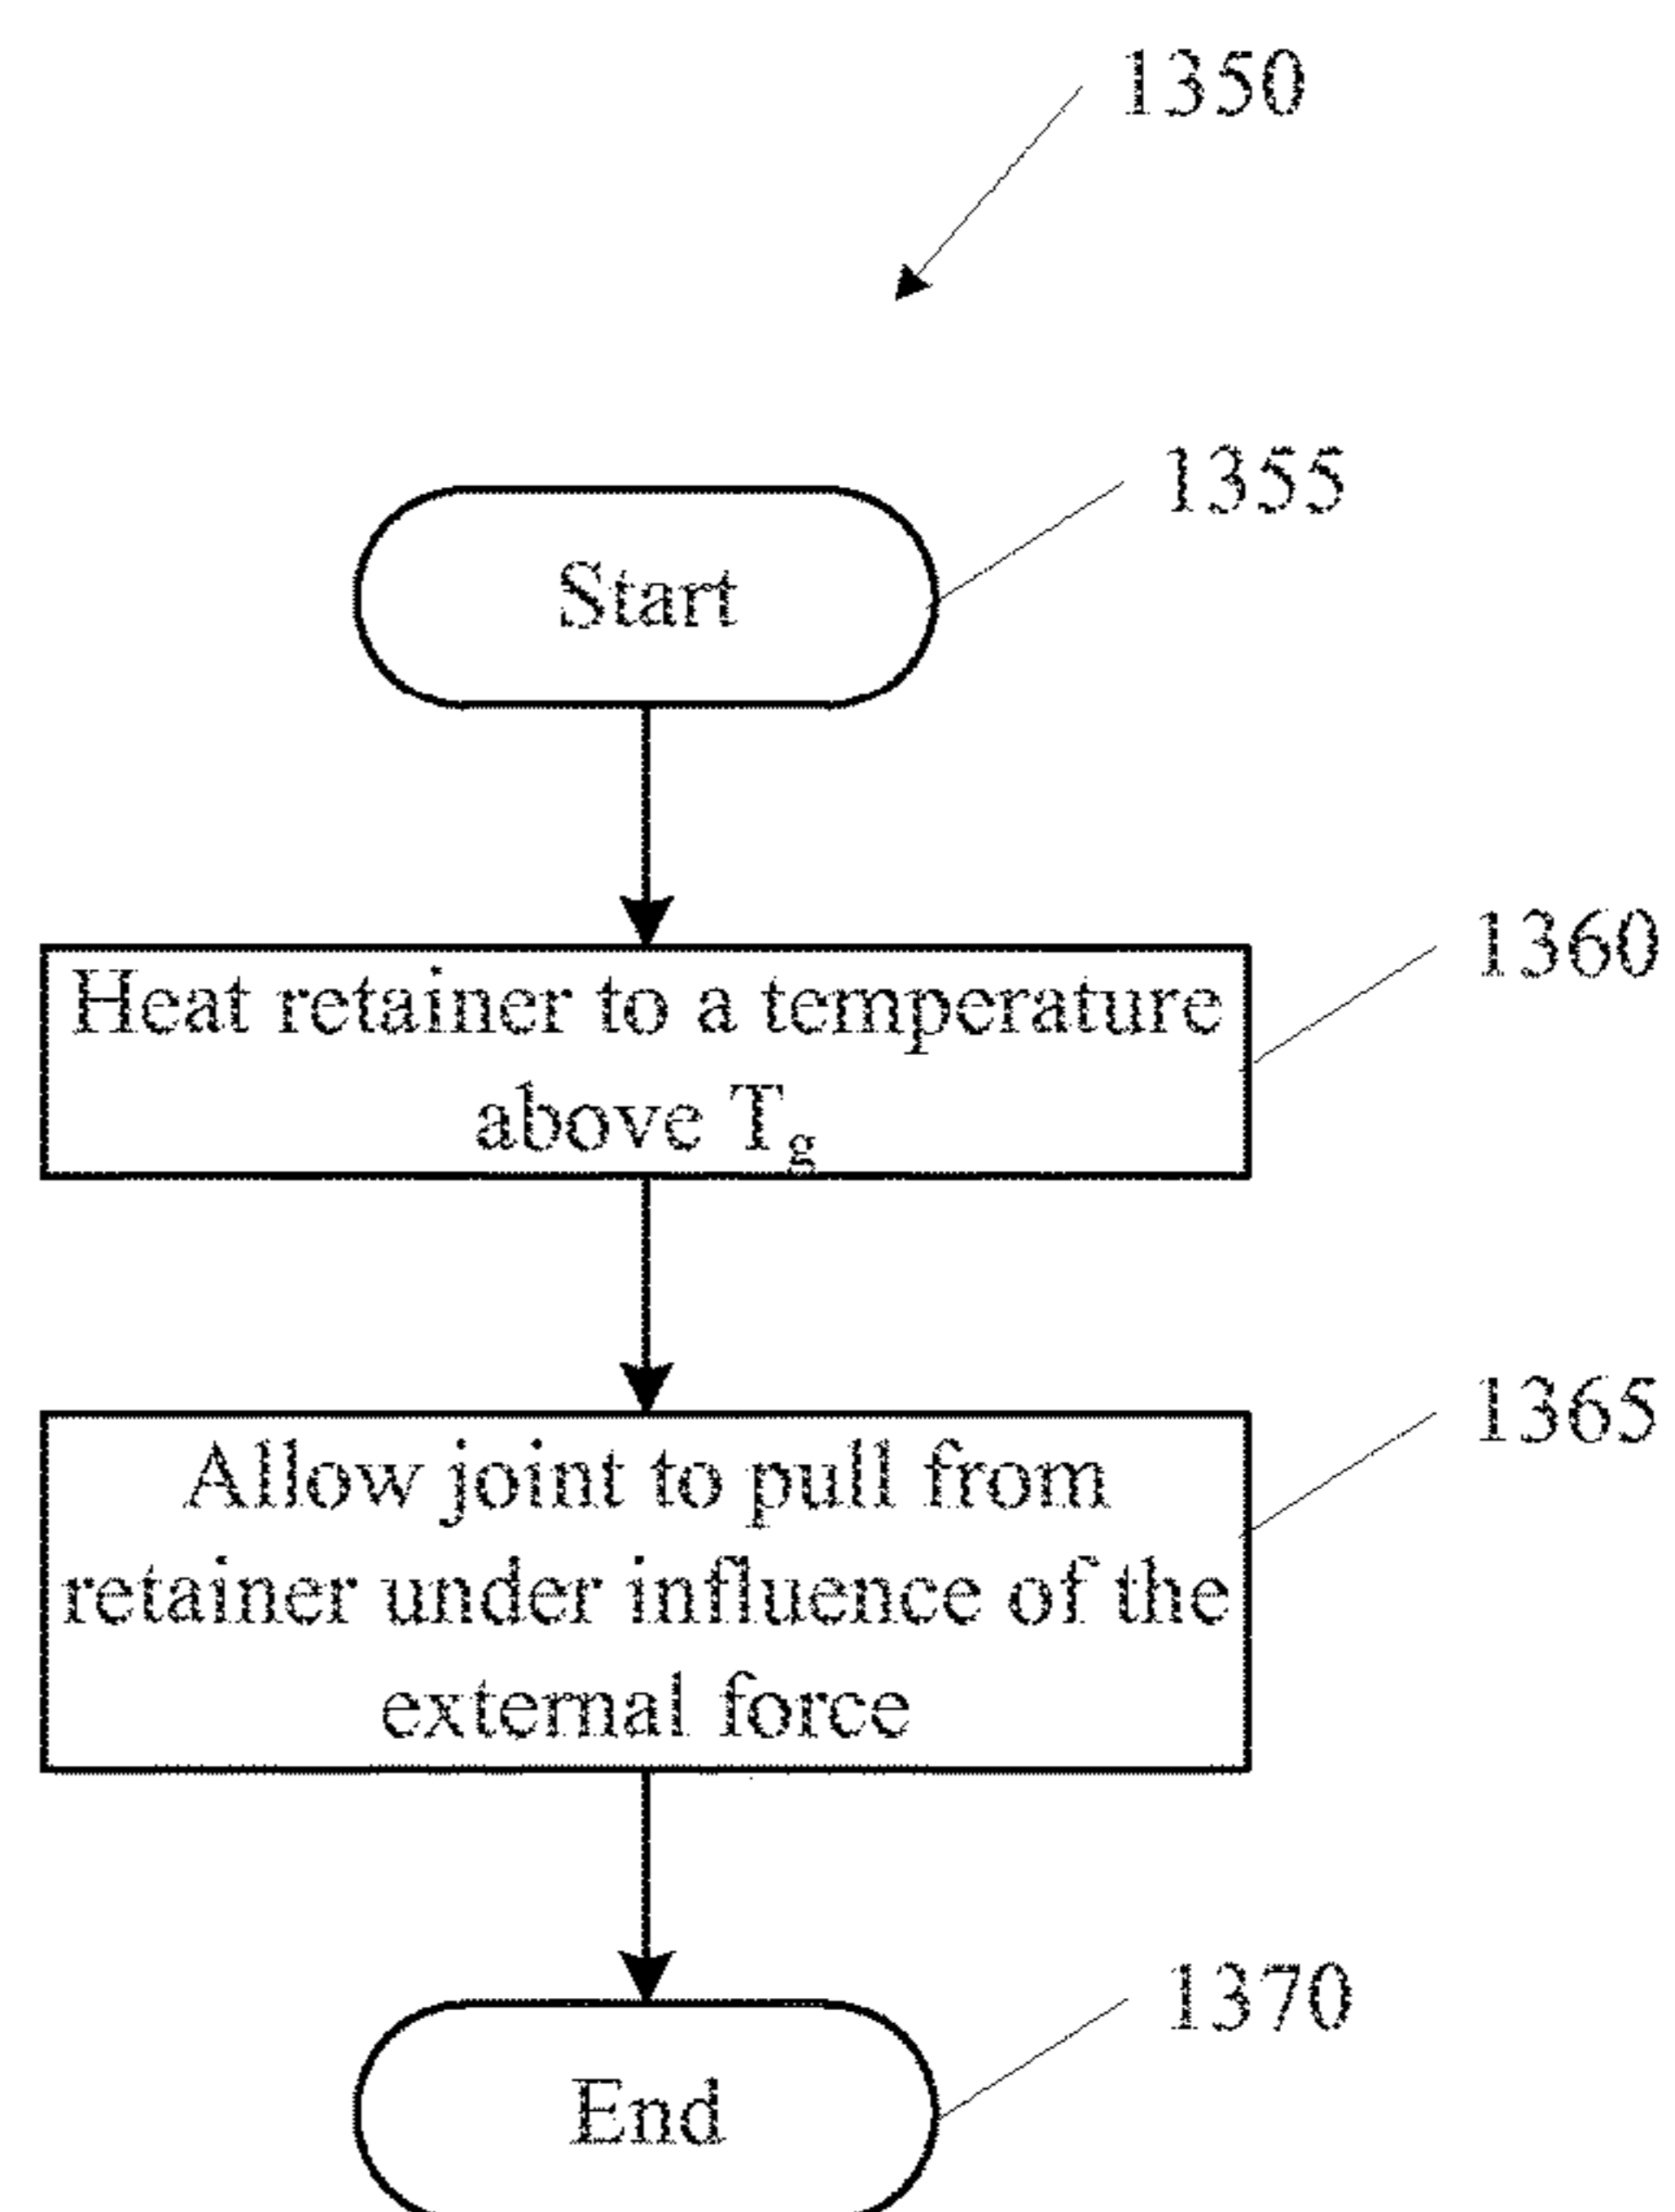 1350
1355
Start
1360
Heat retainer to a temperature
above Tg
1365
Allow joint to pull from
retainer under influence of the
external force
1370
End